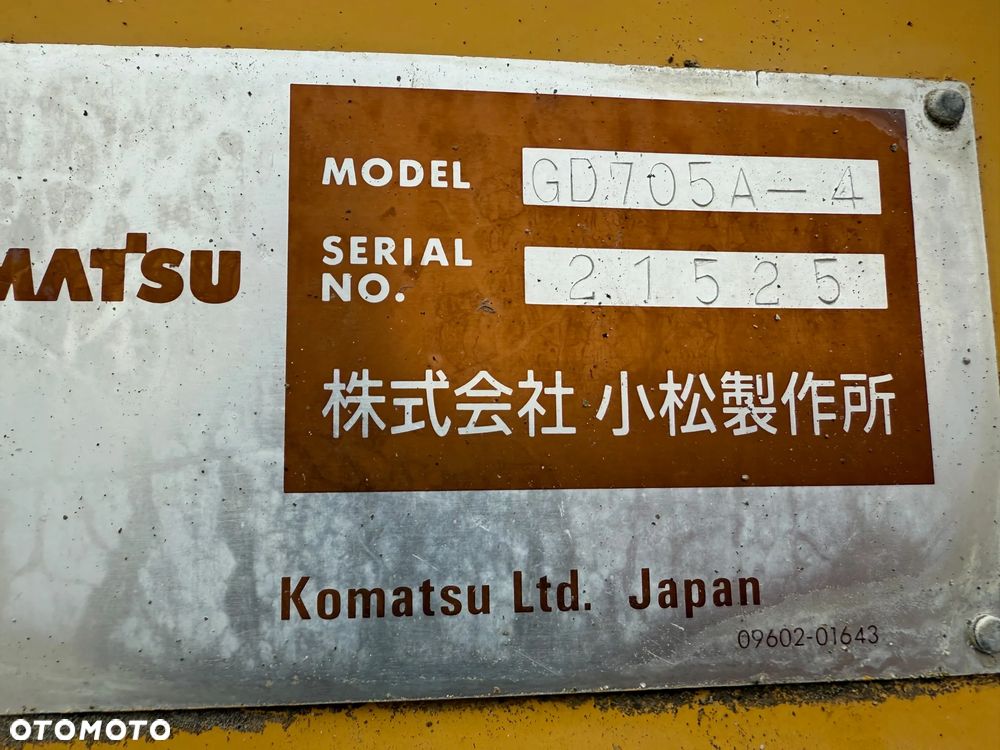 MODEL GD705A-4
SERIAL NO. 21525
MATSU
株式会社 小松製作所
Komatsu Ltd. Japan
09602-01643
OTOMOTO